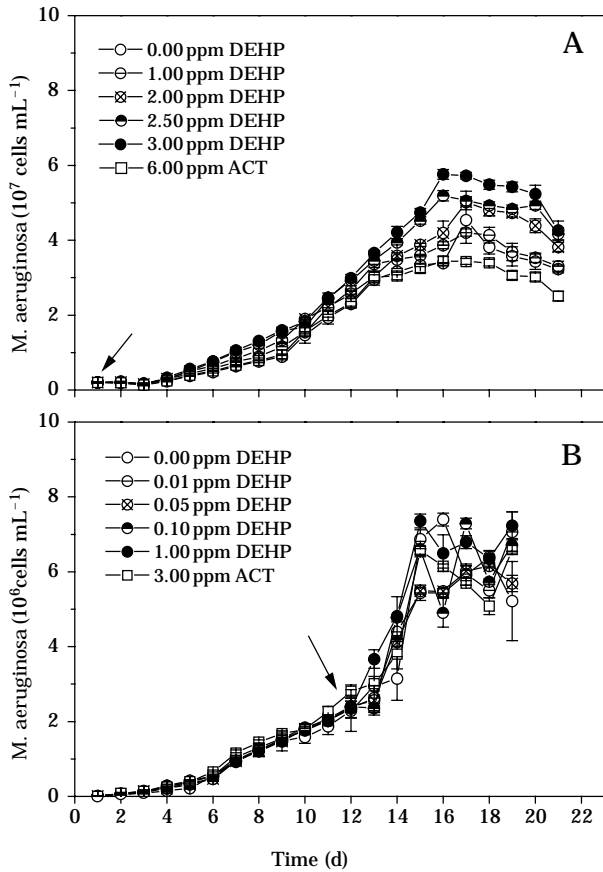 A
0.00 ppm DEHP
1.00 ppm DEHP
2.00 ppm DEHP
2.50 ppm DEHP
3.00 ppm DEHP
6.00 ppm ACT
M. aeruginosa (10⁷ cells mL⁻¹)
10
8
6
4
2
0
B
0.00 ppm DEHP
0.01 ppm DEHP
0.05 ppm DEHP
0.10 ppm DEHP
1.00 ppm DEHP
3.00 ppm ACT
M. aeruginosa (10⁶cells mL⁻¹)
10
8
6
4
2
0
0 2 4 6 8 10 12 14 16 18 20 22
Time (d)